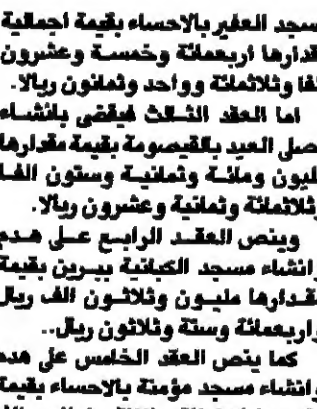 مسجد العفير بالاحساء بقيمة اجمالية
مقدارها اربعمائة وخمسة وعشرون
الفا وثلاثمائة وواحد وثمانون ريالا.
اما العقد الثالث فيقضي بانشاء
مصلى العيد بالقيصومة بقيمة مقدارها
مليون ومائة وثمانية وستون الفا
وثلاثمائة وثمانية وعشرون ريالا.
وينص العقد الرابع على هدم
وانشاء مسجد الكباتية ببيرين بقيمة
مقدارها مليون وثلاثون الف ريال
واربعمائة وستة وثلاثون ريال..
كما ينص العقد الخامس على هدم
وانشاء مسجد مؤمنة بالاحساء بقيمة